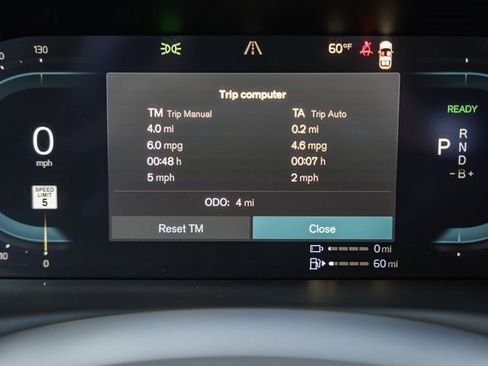 130
60°F
Trip computer
TM Trip Manual
TA Trip Auto
4.0 mi
0.2 mi
6.0 mpg
4.6 mpg
00:48 h
00:07 h
5 mph
2 mph
ODO: 4 mi
Reset TM
Close
0
mph
SPEED
LIMIT
5
10
0
READY
P
R
N
D
-B+
0 mi
60 mi